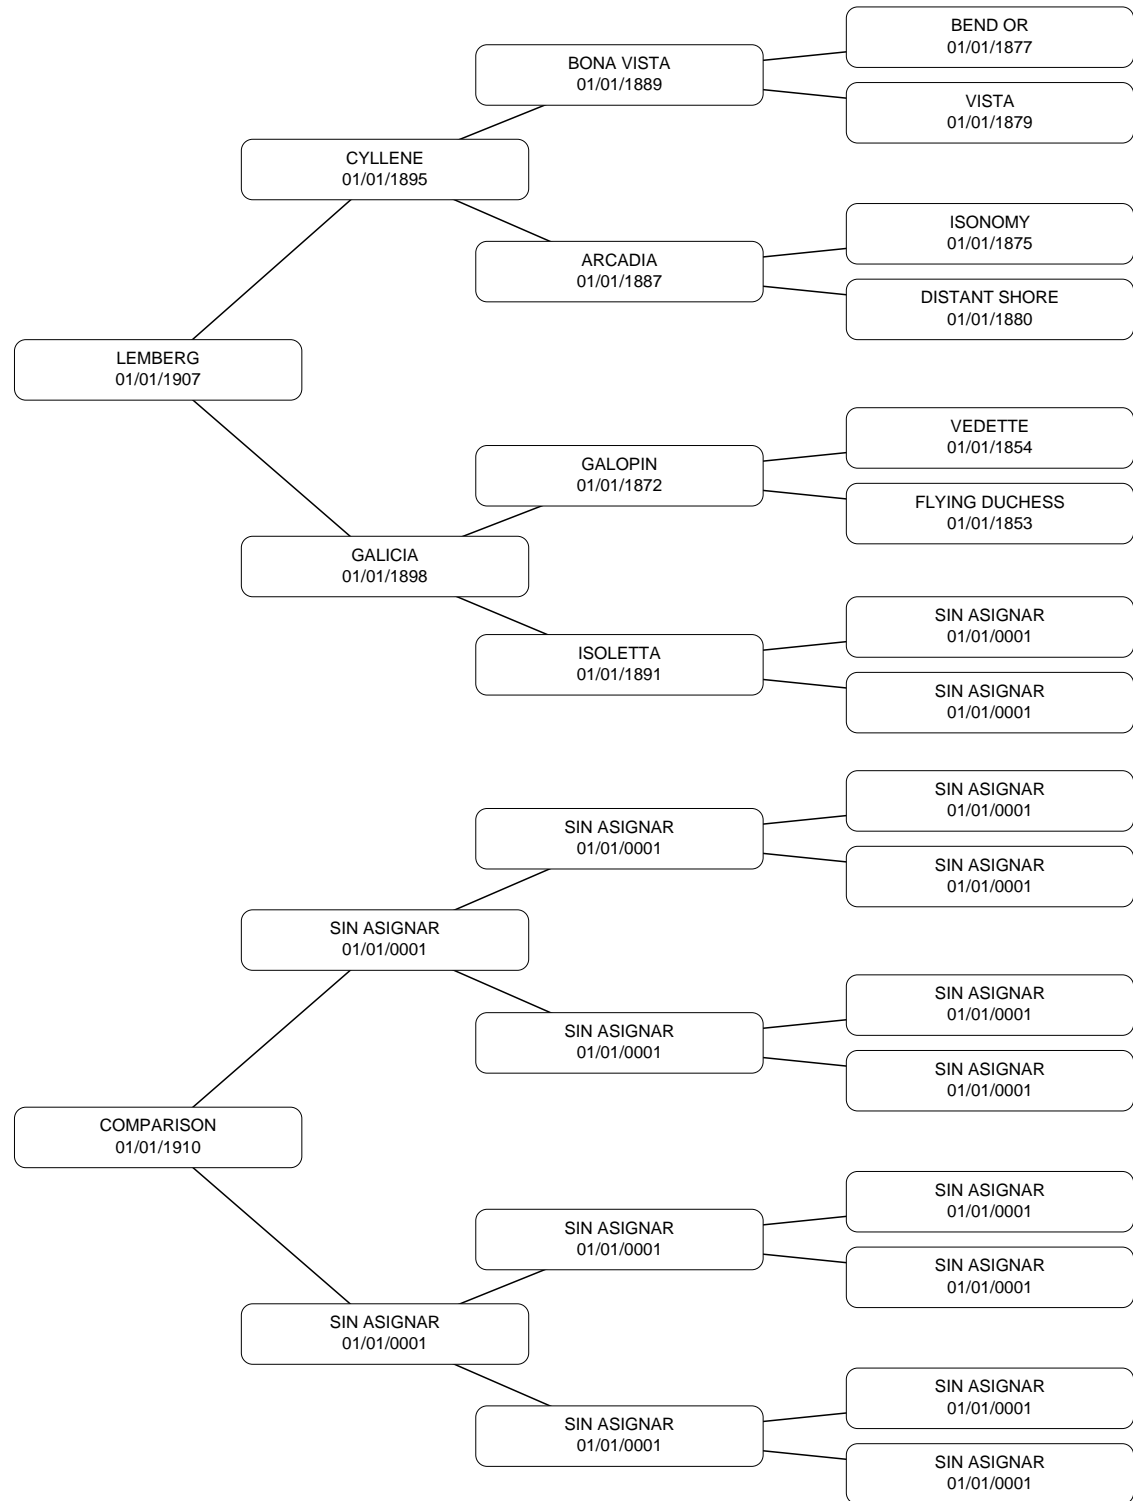 BEND OR
01/01/1877
BONA VISTA
01/01/1889
VISTA
01/01/1879
CYLLENE
01/01/1895
ISONOMY
01/01/1875
ARCADIA
01/01/1887
DISTANT SHORE
01/01/1880
LEMBERG
01/01/1907
VEDETTE
01/01/1854
GALOPIN
01/01/1872
FLYING DUCHESS
01/01/1853
GALICIA
01/01/1898
SIN ASIGNAR
01/01/0001
ISOLETTA
01/01/1891
SIN ASIGNAR
01/01/0001
SIN ASIGNAR
01/01/0001
SIN ASIGNAR
01/01/0001
SIN ASIGNAR
01/01/0001
SIN ASIGNAR
01/01/0001
SIN ASIGNAR
01/01/0001
SIN ASIGNAR
01/01/0001
SIN ASIGNAR
01/01/0001
COMPARISON
01/01/1910
SIN ASIGNAR
01/01/0001
SIN ASIGNAR
01/01/0001
SIN ASIGNAR
01/01/0001
SIN ASIGNAR
01/01/0001
SIN ASIGNAR
01/01/0001
SIN ASIGNAR
01/01/0001
SIN ASIGNAR
01/01/0001